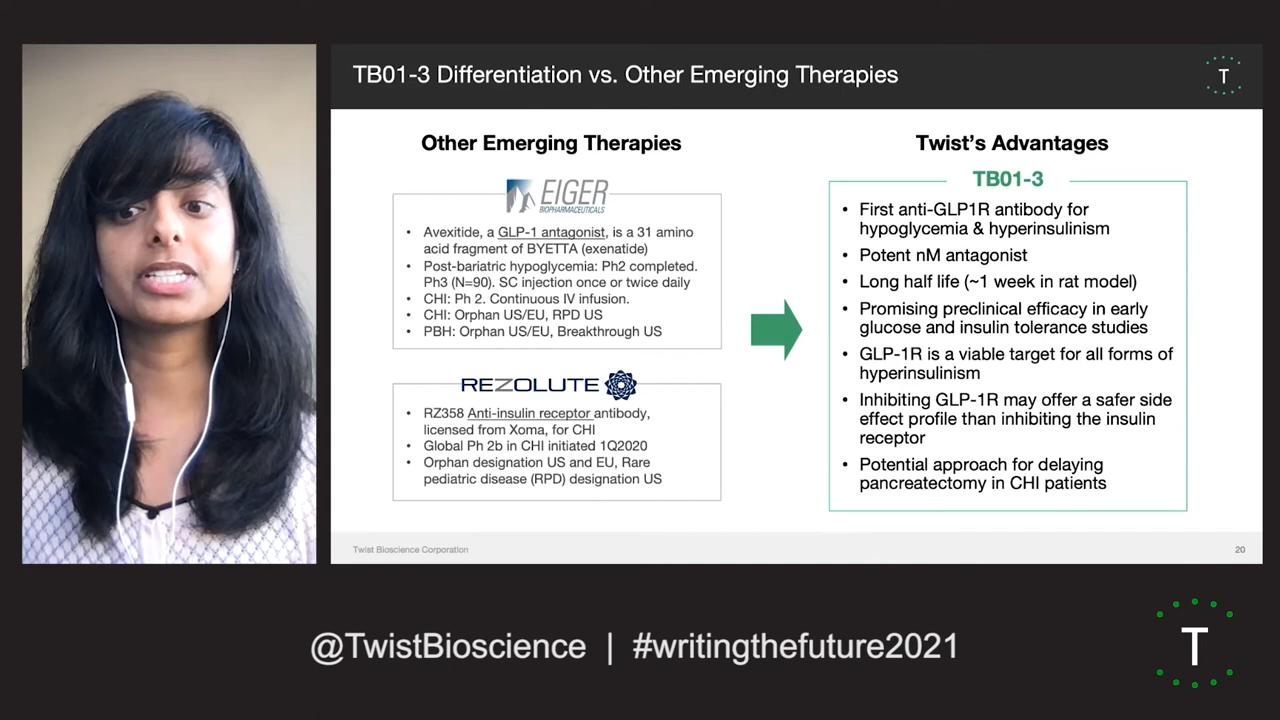 TB01-3 Differentiation vs. Other Emerging Therapies
T
Other Emerging Therapies
EIGER
BIOPHARMACEUTICALS
• Avexitide, a GLP-1 antagonist, is a 31 amino
acid fragment of BYETTA (exenatide)
• Post-bariatric hypoglycemia: Ph2 completed.
Ph3 (N=90). SC injection once or twice daily
• CHI: Ph 2. Continuous IV infusion.
• CHI: Orphan US/EU, RPD US
• PBH: Orphan US/EU, Breakthrough US
REZOLUTE
• RZ358 Anti-insulin receptor antibody,
licensed from Xoma, for CHI
• Global Ph 2b in CHI initiated 1Q2020
• Orphan designation US and EU, Rare
pediatric disease (RPD) designation US
Twist's Advantages
TB01-3
• First anti-GLP1R antibody for
hypoglycemia & hyperinsulinism
• Potent nM antagonist
• Long half life (~1 week in rat model)
• Promising preclinical efficacy in early
glucose and insulin tolerance studies
• GLP-1R is a viable target for all forms of
hyperinsulinism
• Inhibiting GLP-1R may offer a safer side
effect profile than inhibiting the insulin
receptor
• Potential approach for delaying
pancreatectomy in CHI patients
Twist Bioscience Corporation
20
@TwistBioscience | #writingthefuture2021
T